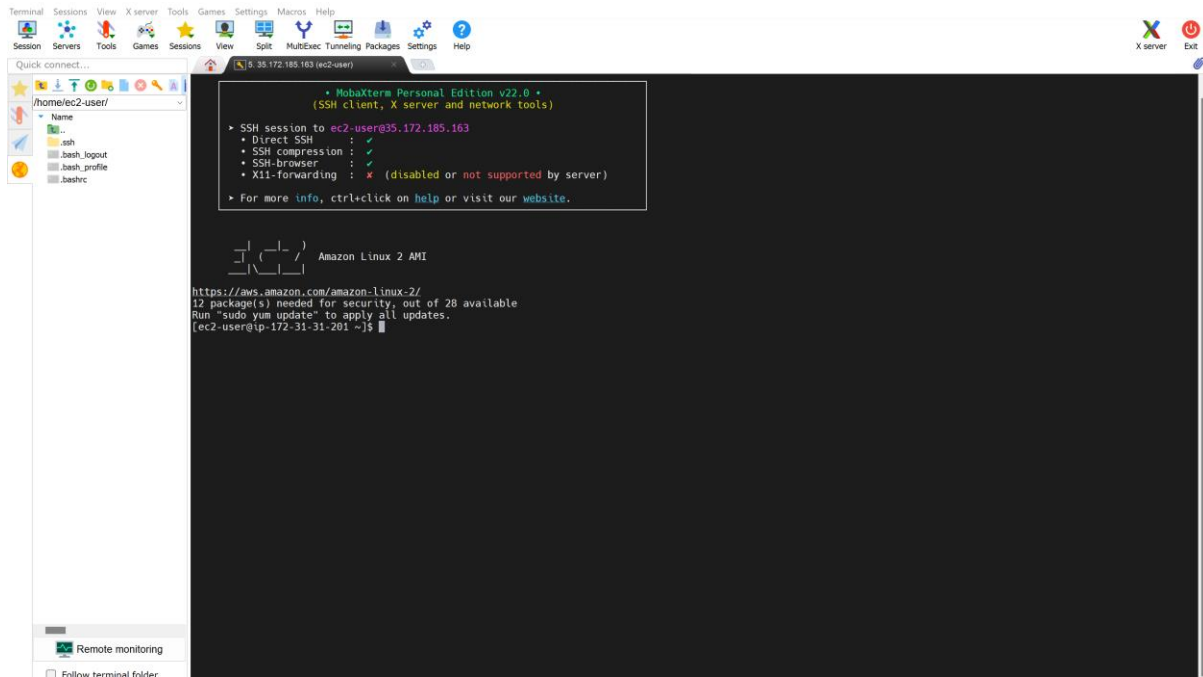 Terminal Sessions View X server Tools Games Settings Macros Help
Session Servers Tools Games Sessions View Split MultiExec Tunneling Packages Settings Help X server Exit
Quick connect...
5. 35.172.185.163 (ec2-user)
/home/ec2-user/
Name
..
.ssh
.bash_logout
.bash_profile
.bashrc
• MobaXterm Personal Edition v22.0 •
(SSH client, X server and network tools)
➤ SSH session to ec2-user@35.172.185.163
• Direct SSH : ✔
• SSH compression : ✔
• SSH-browser : ✔
• X11-forwarding : ✘ (disabled or not supported by server)
➤ For more info, ctrl+click on help or visit our website.
__| __|_ )
_| ( / Amazon Linux 2 AMI
___|\___|___|
https://aws.amazon.com/amazon-linux-2/
12 package(s) needed for security, out of 28 available
Run "sudo yum update" to apply all updates.
[ec2-user@ip-172-31-31-201 ~]$
Remote monitoring
Follow terminal folder